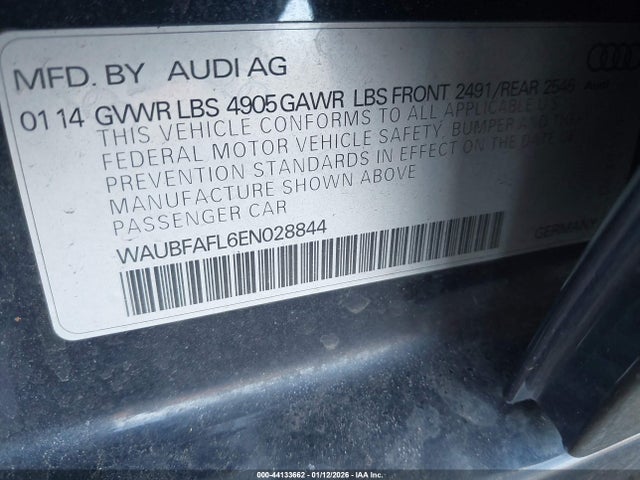 MFD. BY AUDI AG
01 14 GVWR LBS 4905 GAWR LBS FRONT 2491/REAR 2546
THIS VEHICLE CONFORMS TO ALL APPLICABLE U.S.
FEDERAL MOTOR VEHICLE SAFETY, BUMPER AND THEFT
PREVENTION STANDARDS IN EFFECT ON THE DATE OF
MANUFACTURE SHOWN ABOVE
PASSENGER CAR
WAUBFAFL6EN028844
Audi
GERMANY
000-44133662 - 01/12/2026 - IAA Inc.